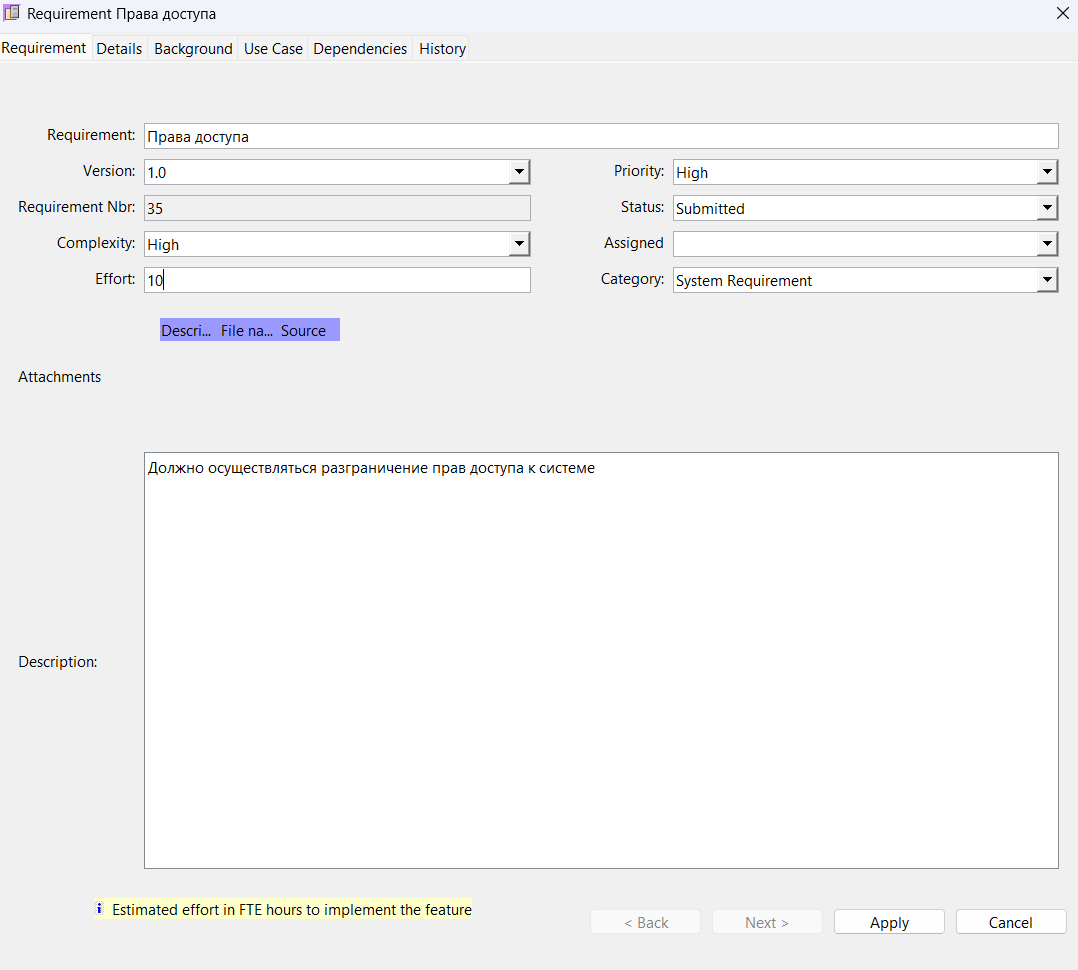 Requirement Права доступа
Requirement Details Background Use Case Dependencies History
Requirement: Права доступа
Version: 1.0 Priority: High
Requirement Nbr: 35 Status: Submitted
Complexity: High Assigned
Effort: 10 Category: System Requirement
Descri... File na... Source
Attachments
Должно осуществляться разграничение прав доступа к системе
Description:
i Estimated effort in FTE hours to implement the feature
< Back Next > Apply Cancel